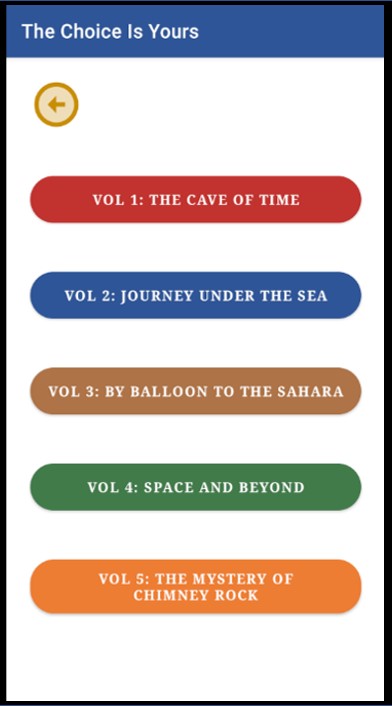 The Choice Is Yours
VOL 1: THE CAVE OF TIME
VOL 2: JOURNEY UNDER THE SEA
VOL 3: BY BALLOON TO THE SAHARA
VOL 4: SPACE AND BEYOND
VOL 5: THE MYSTERY OF
CHIMNEY ROCK